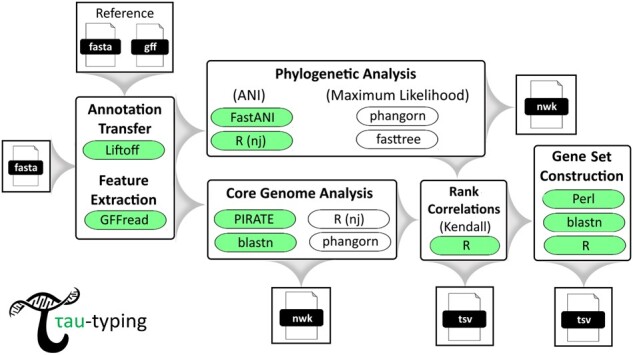 Reference
fasta
gff
Annotation
Transfer
Liftoff
Feature
Extraction
GFFread
fasta
Phylogenetic Analysis
(ANI)
(Maximum Likelihood)
FastANI
phangorn
R (nj)
fasttree
nwk
Core Genome Analysis
PIRATE
R (nj)
blastn
phangorn
nwk
Rank
Correlations
(Kendall)
R
tsv
Gene Set
Construction
Perl
blastn
R
tsv
τau-typing